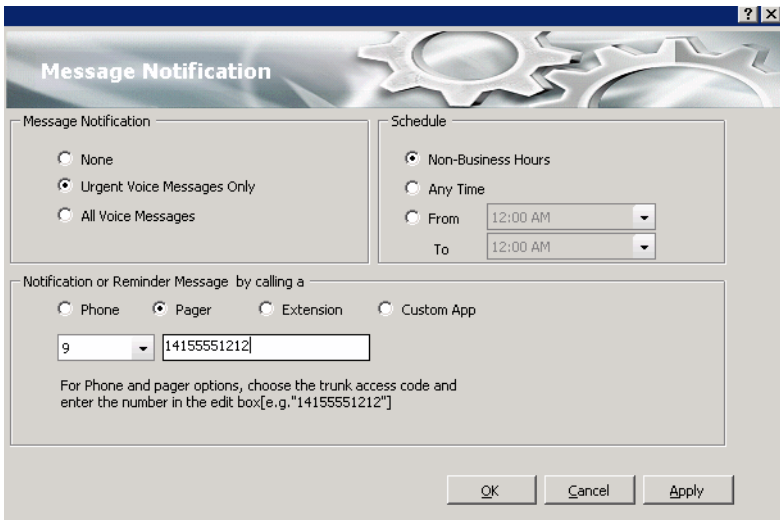 Message Notification
Message Notification
None
Urgent Voice Messages Only
All Voice Messages
Schedule
Non-Business Hours
Any Time
From 12:00 AM
To 12:00 AM
Notification or Reminder Message by calling a
Phone Pager Extension Custom App
9 14155551212
For Phone and pager options, choose the trunk access code and
enter the number in the edit box[e.g."14155551212"]
OK Cancel Apply